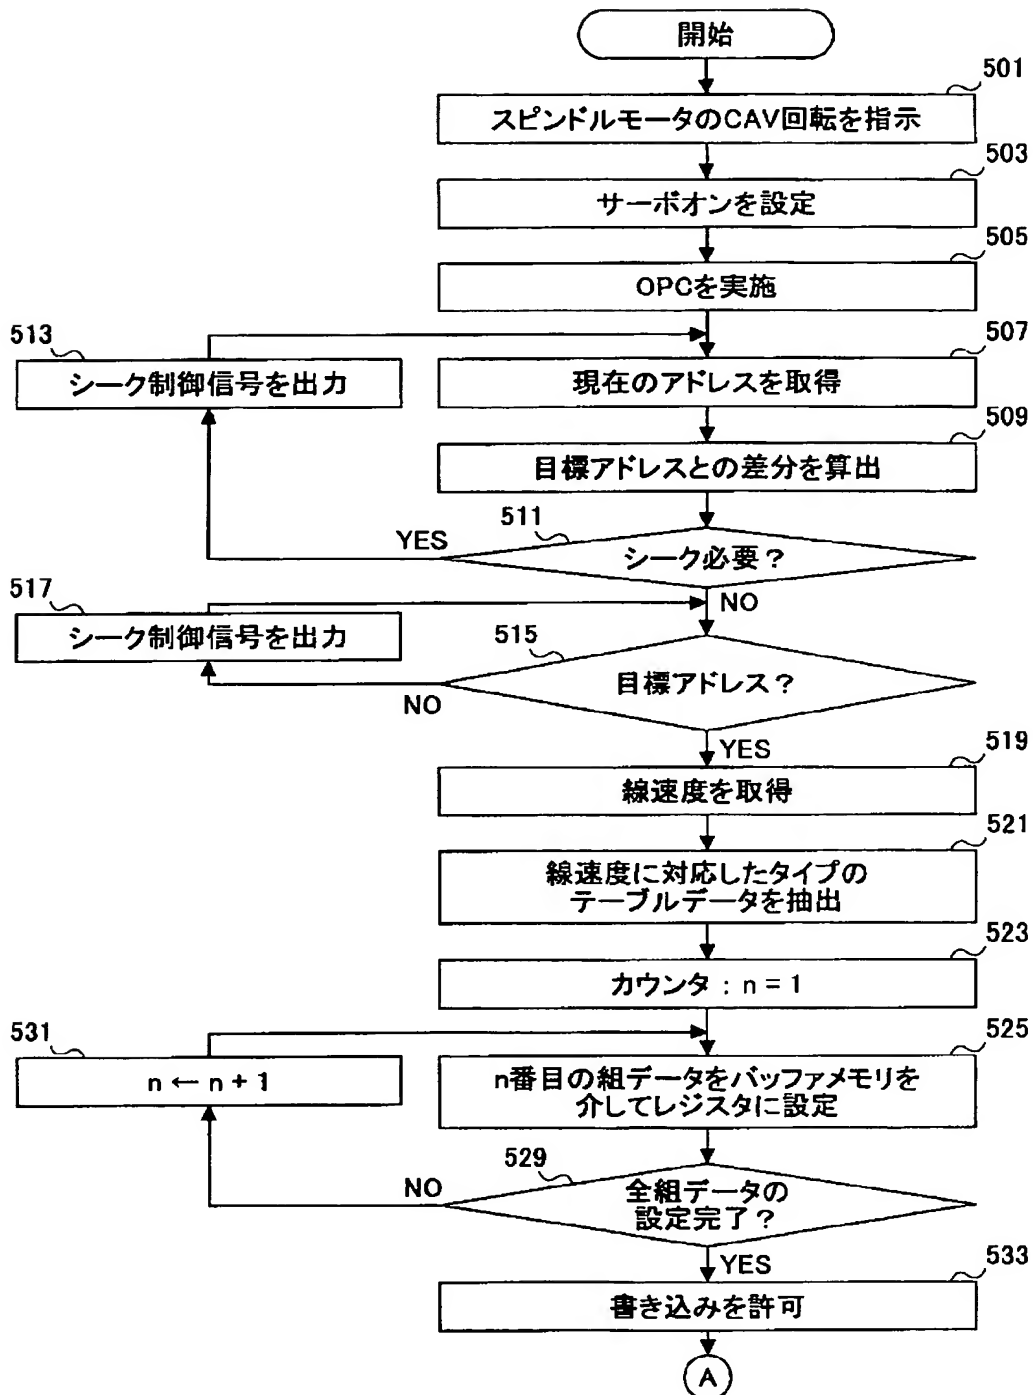 開始
501
スピンドルモータのCAV回転を指示
503
サーボオンを設定
505
OPCを実施
513
シーク制御信号を出力
507
現在のアドレスを取得
509
目標アドレスとの差分を算出
511
YES
シーク必要?
NO
517
シーク制御信号を出力
515
目標アドレス?
NO
YES
519
線速度を取得
521
線速度に対応したタイプの
テーブルデータを抽出
523
カウンタ:n = 1
531
n ← n + 1
525
n番目の組データをバッファメモリを
介してレジスタに設定
529
NO
全組データの
設定完了?
YES
533
書き込みを許可
A